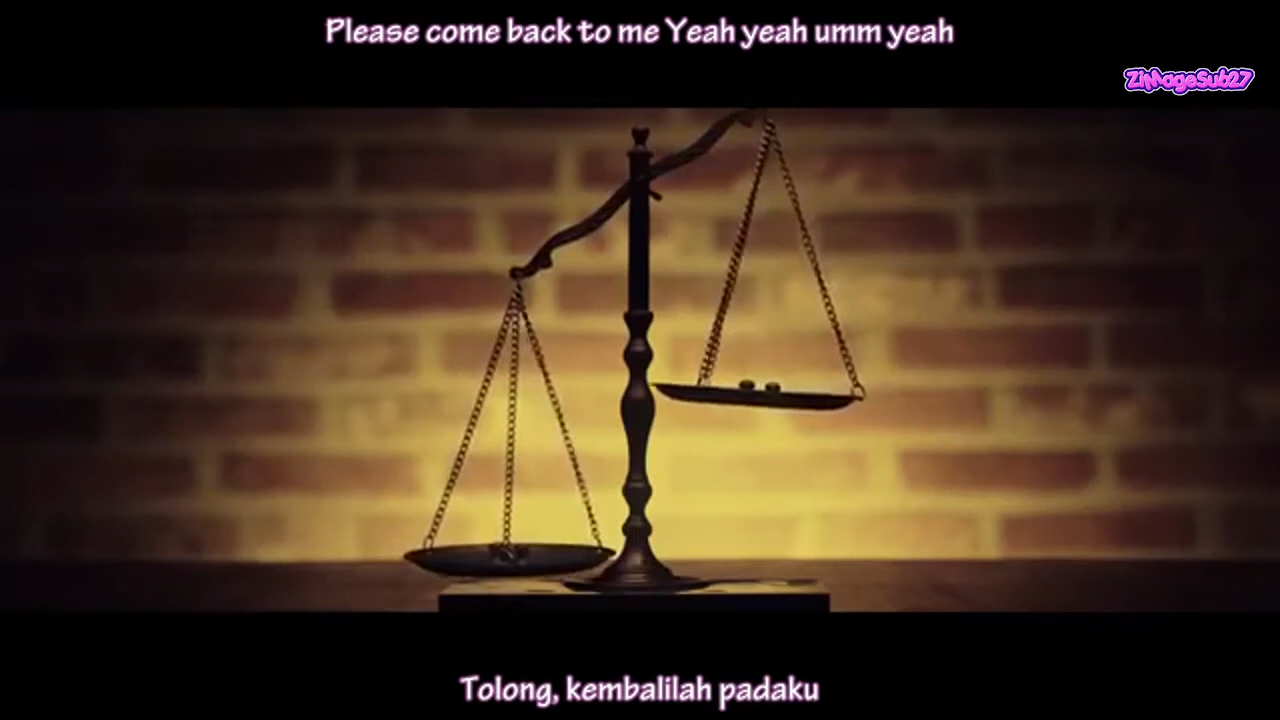 Please come back to me Yeah yeah umm yeah
ZiMageSub27
Tolong, kembalilah padaku